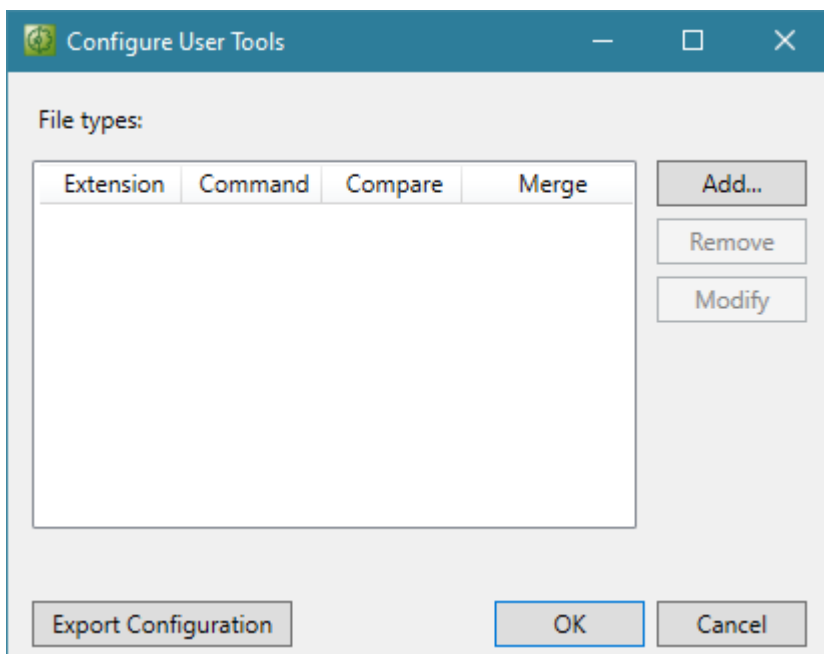 Configure User Tools
File types:
Extension Command Compare Merge
Add...
Remove
Modify
Export Configuration OK Cancel